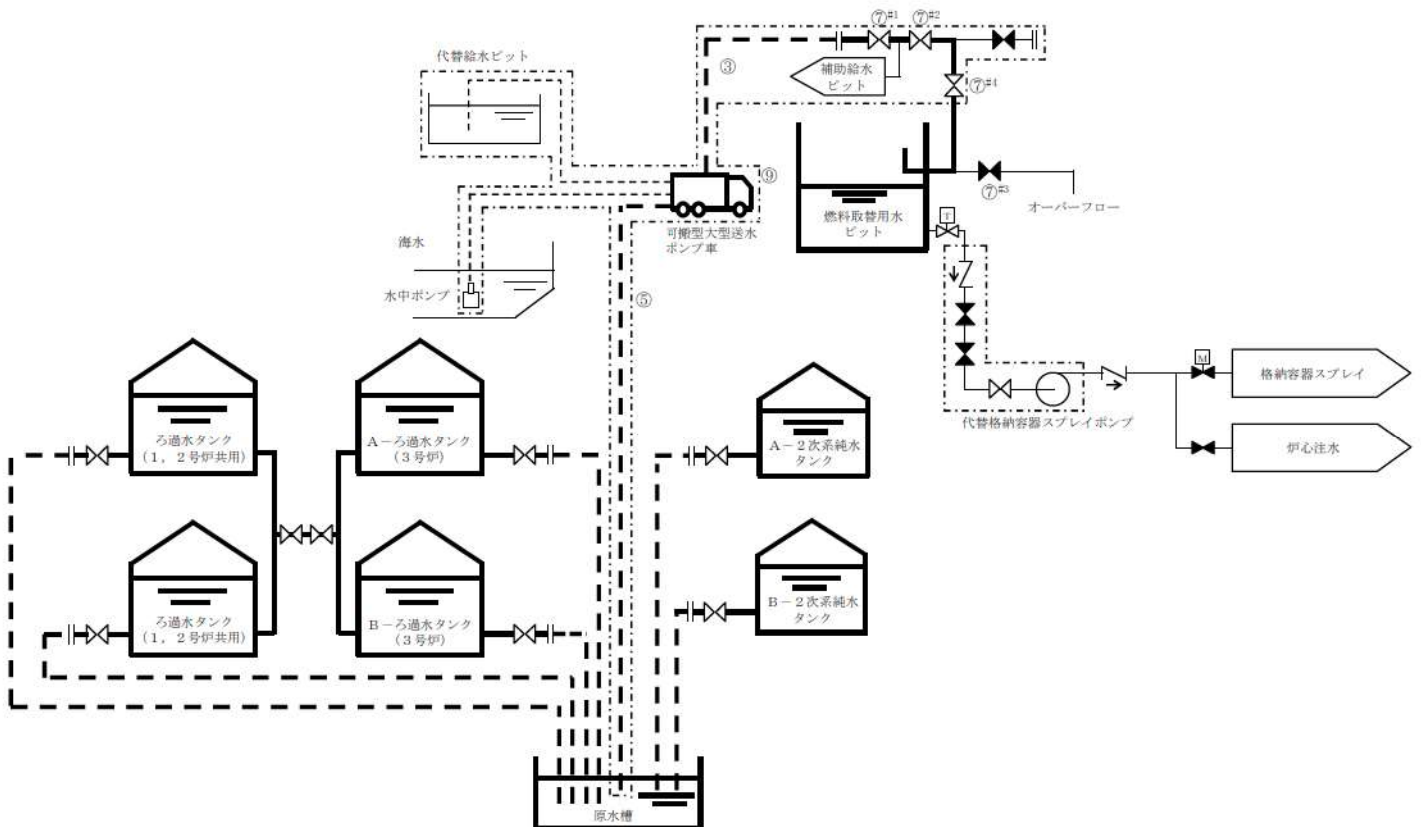 ⑦#1
⑦#2
代替給水ピット
③
補助給水
ピット
⑦#4
⑨
⑦#3
オーバーフロー
燃料取替用水
ピット
T
可搬型大型送水
ポンプ車
海水
水中ポンプ
⑤
M
格納容器スプレイ
代替格納容器スプレイポンプ
炉心注水
ろ過水タンク
(1,2号炉共用)
A-ろ過水タンク
(3号炉)
A-2次系純水
タンク
ろ過水タンク
(1,2号炉共用)
B-ろ過水タンク
(3号炉)
B-2次系純水
タンク
原水槽